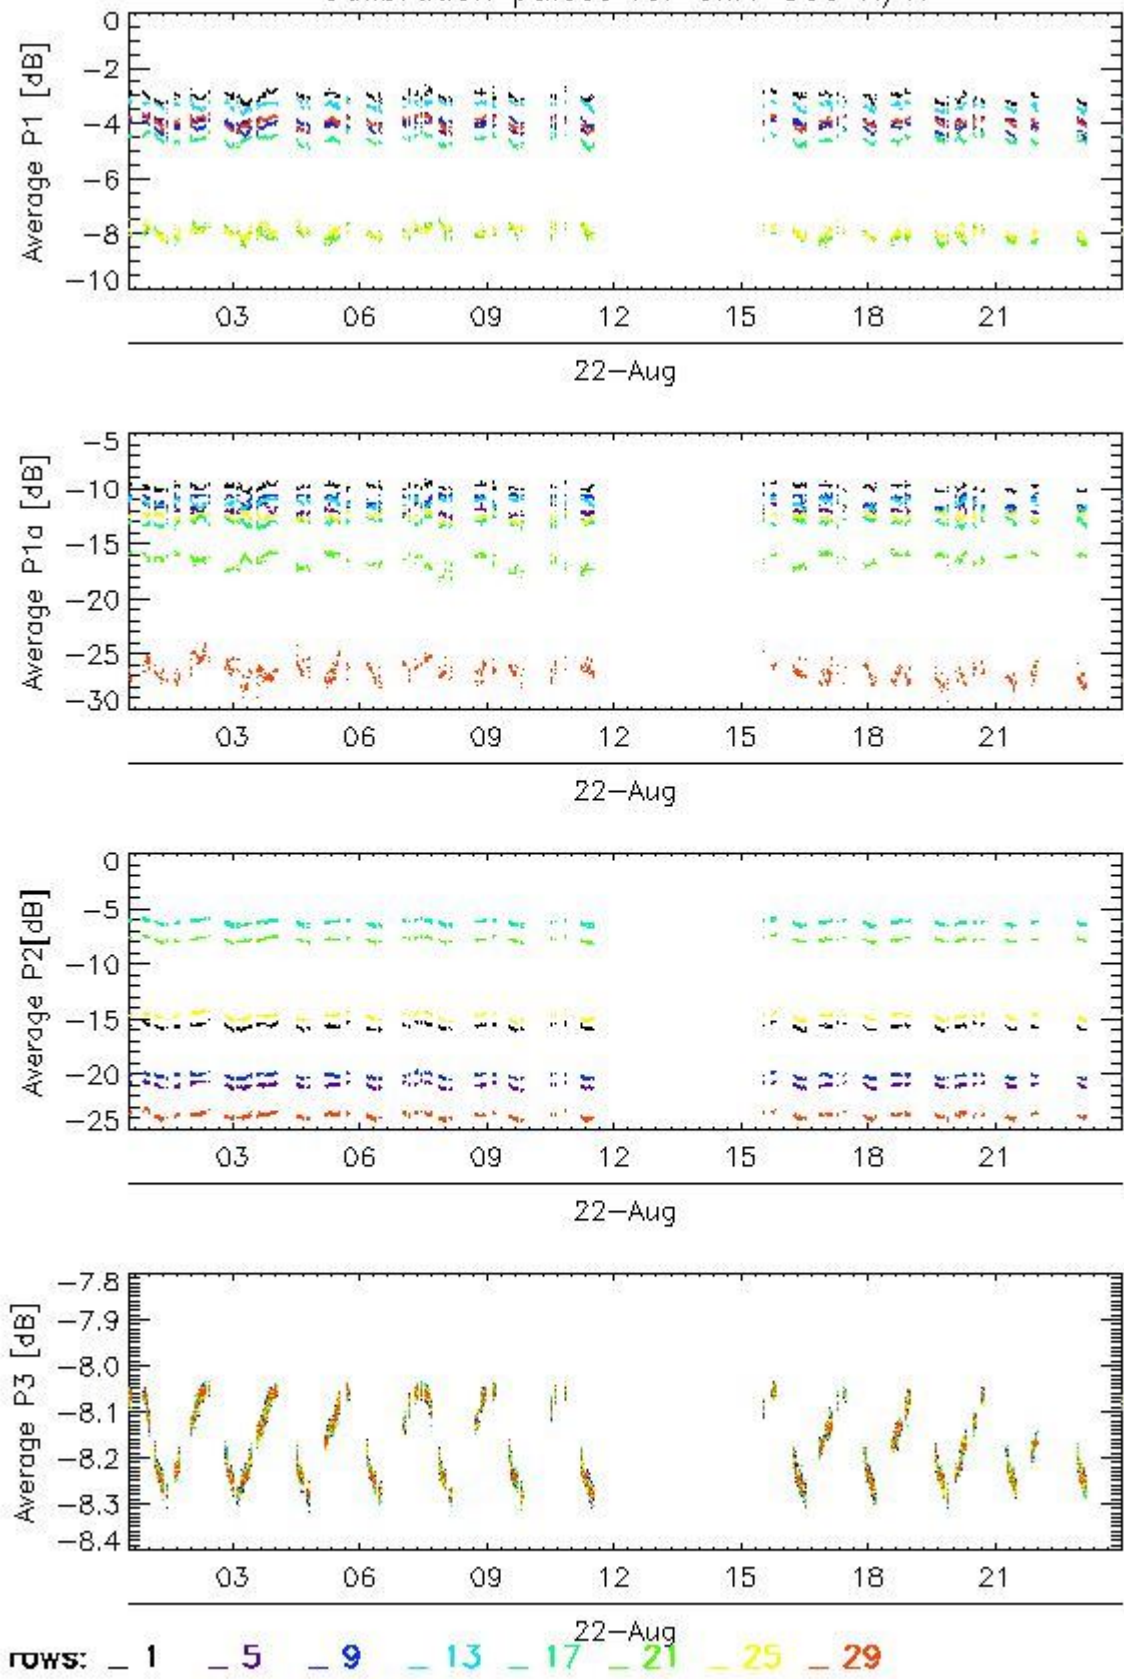 0
−2
−4
−6
−8
−10
Average P1 [dB]
03 06 09 12 15 18 21
22−Aug
−5
−10
−15
−20
−25
−30
Average P1a [dB]
03 06 09 12 15 18 21
22−Aug
0
−5
−10
−15
−20
−25
Average P2[dB]
03 06 09 12 15 18 21
22−Aug
−7.8
−7.9
−8.0
−8.1
−8.2
−8.3
−8.4
Average P3 [dB]
03 06 09 12 15 18 21
22−Aug
rows: _ 1 _ 5 _ 9 _ 13 _ 17 _ 21 _ 25 _ 29